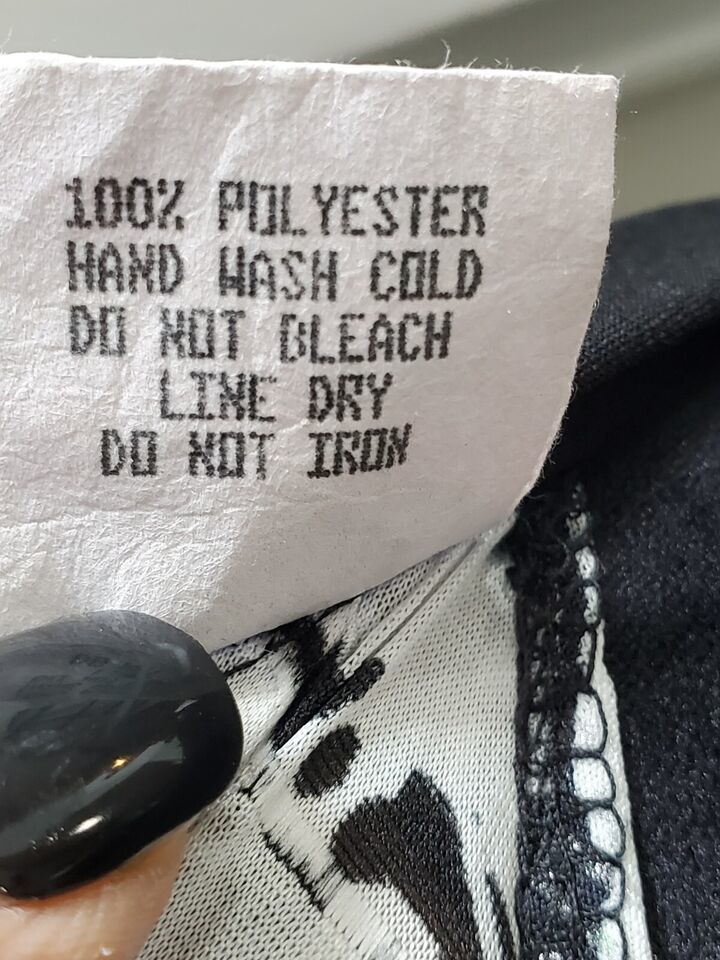 100% POLYESTER
HAND WASH COLD
DO NOT BLEACH
LINE DRY
DO NOT IRON